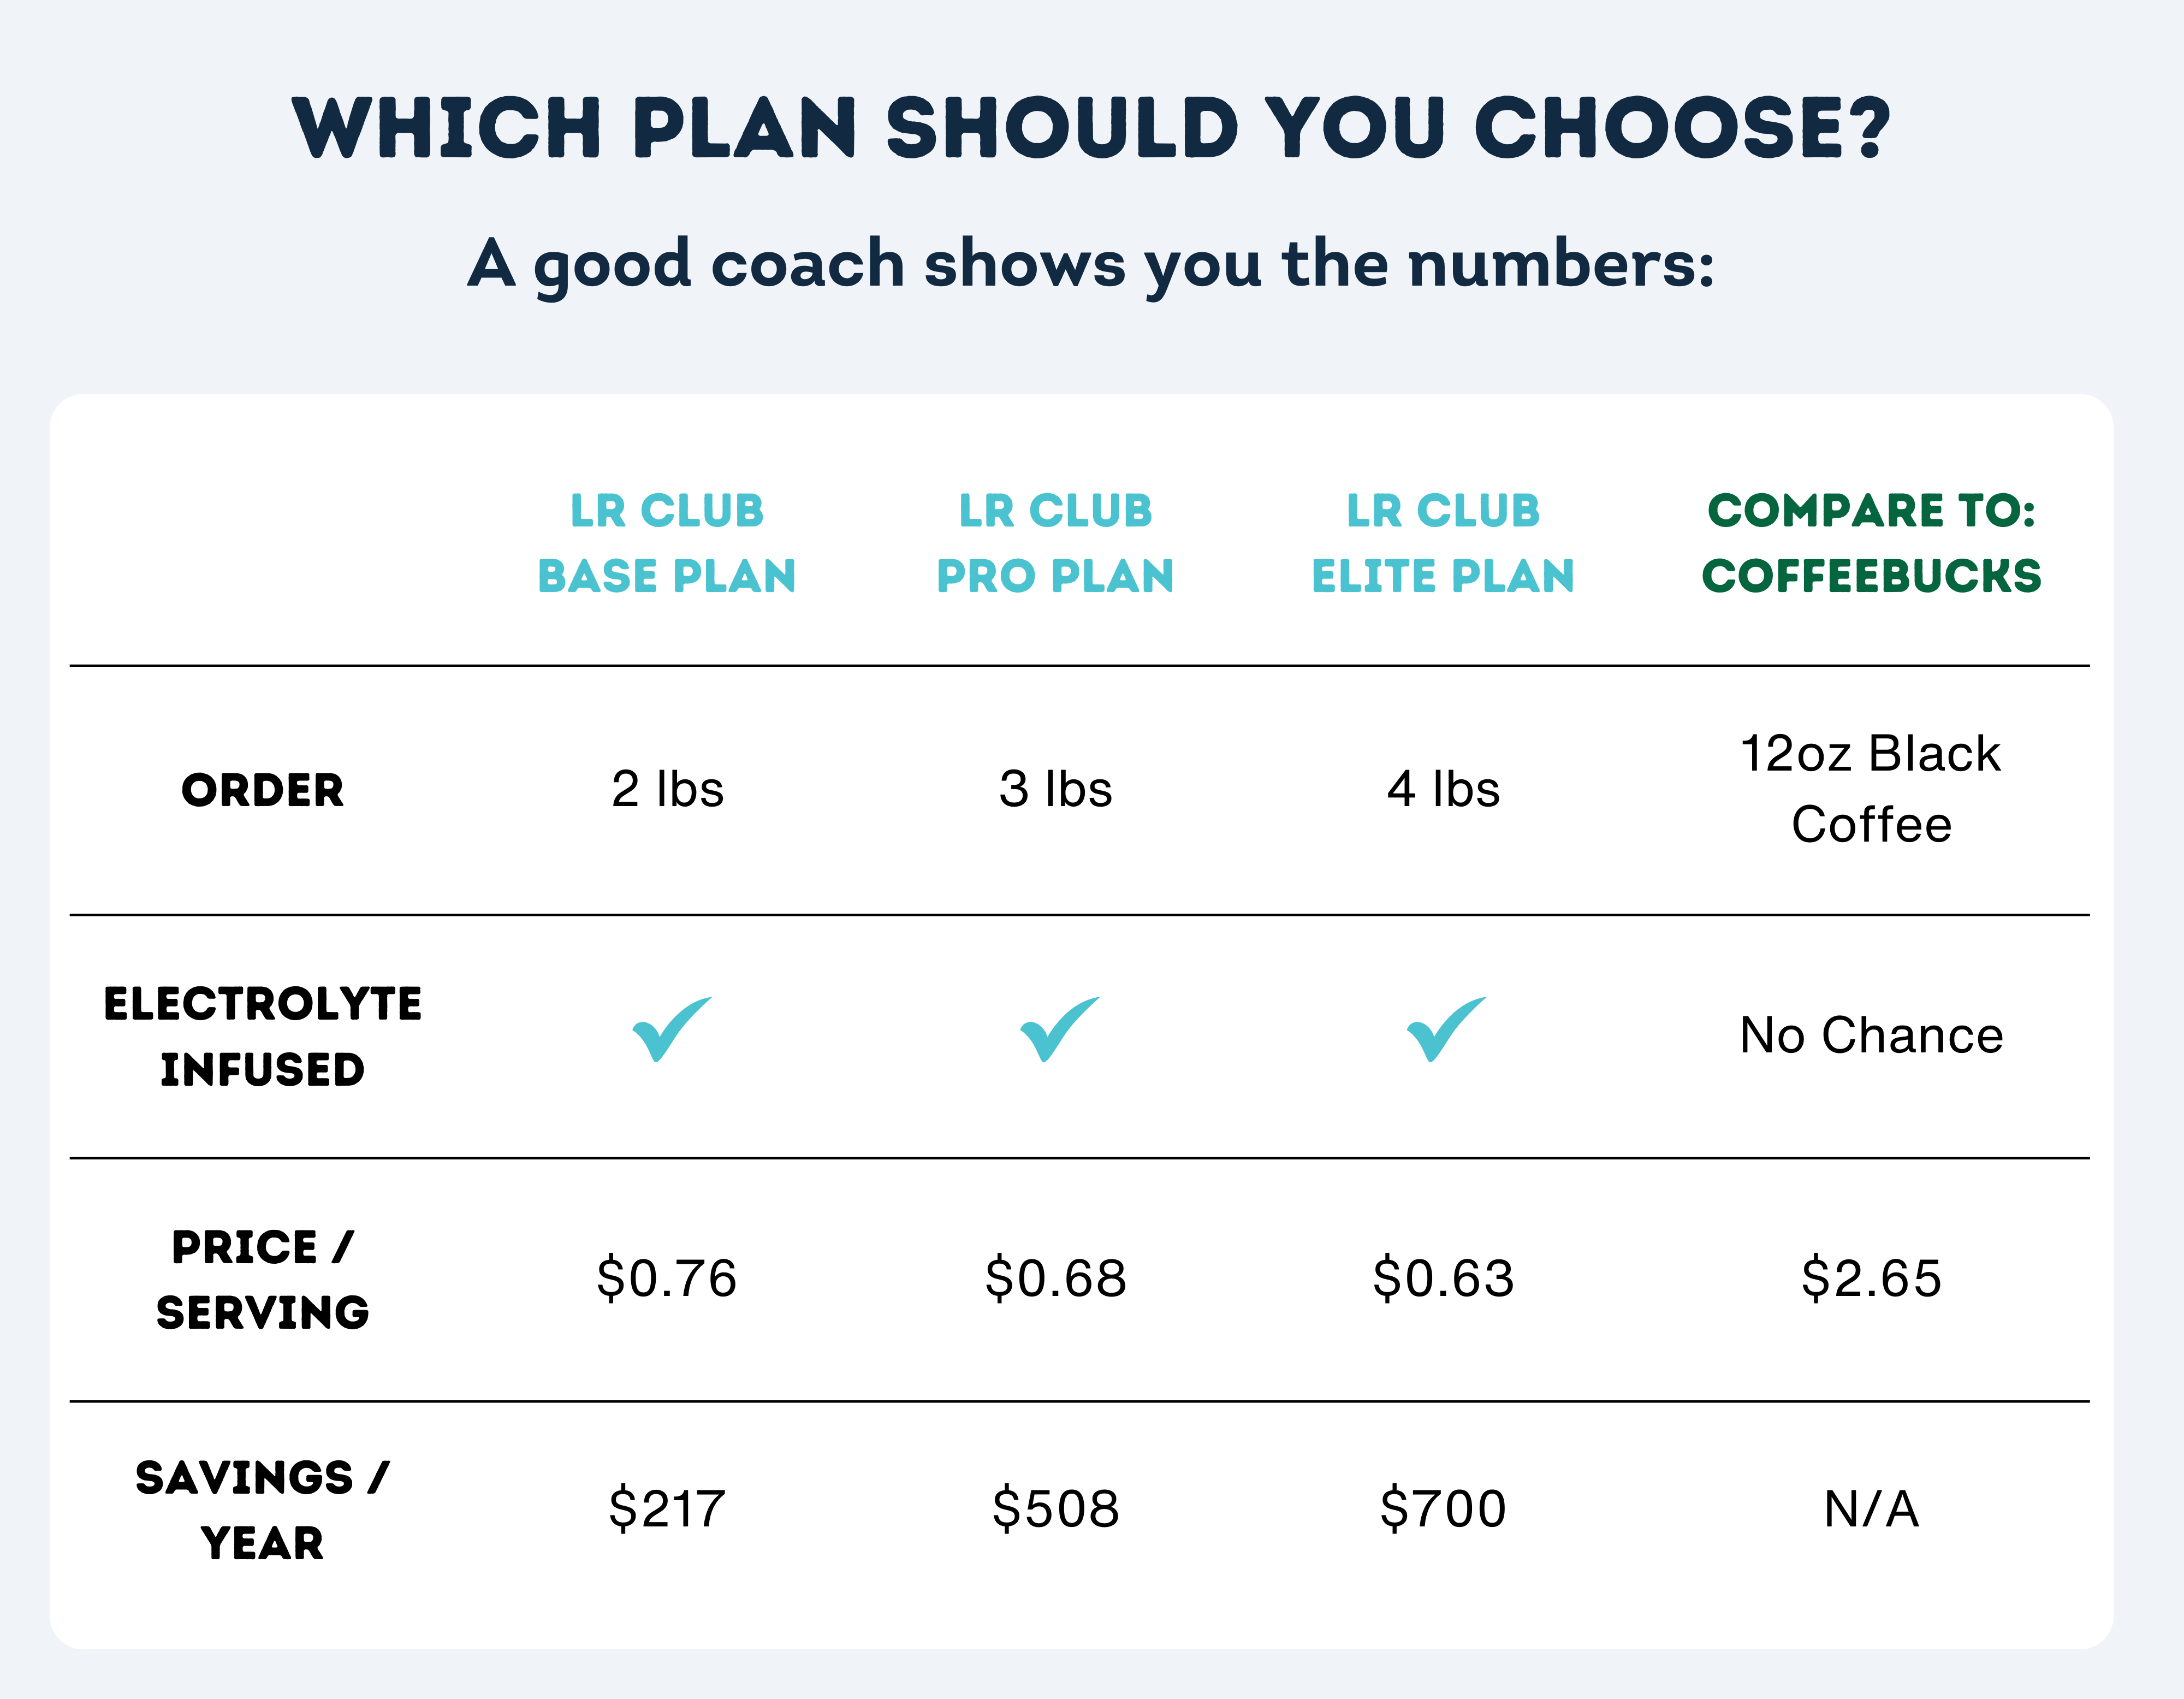 WHICH PLAN SHOULD YOU CHOOSE?
A good coach shows you the numbers:
LR CLUB
BASE PLAN
LR CLUB
PRO PLAN
LR CLUB
ELITE PLAN
COMPARE TO:
COFFEEBUCKS
ORDER
2 lbs
3 lbs
4 lbs
12oz Black
Coffee
ELECTROLYTE
INFUSED
No Chance
PRICE /
SERVING
$0.76
$0.68
$0.63
$2.65
SAVINGS /
YEAR
$217
$508
$700
N/A